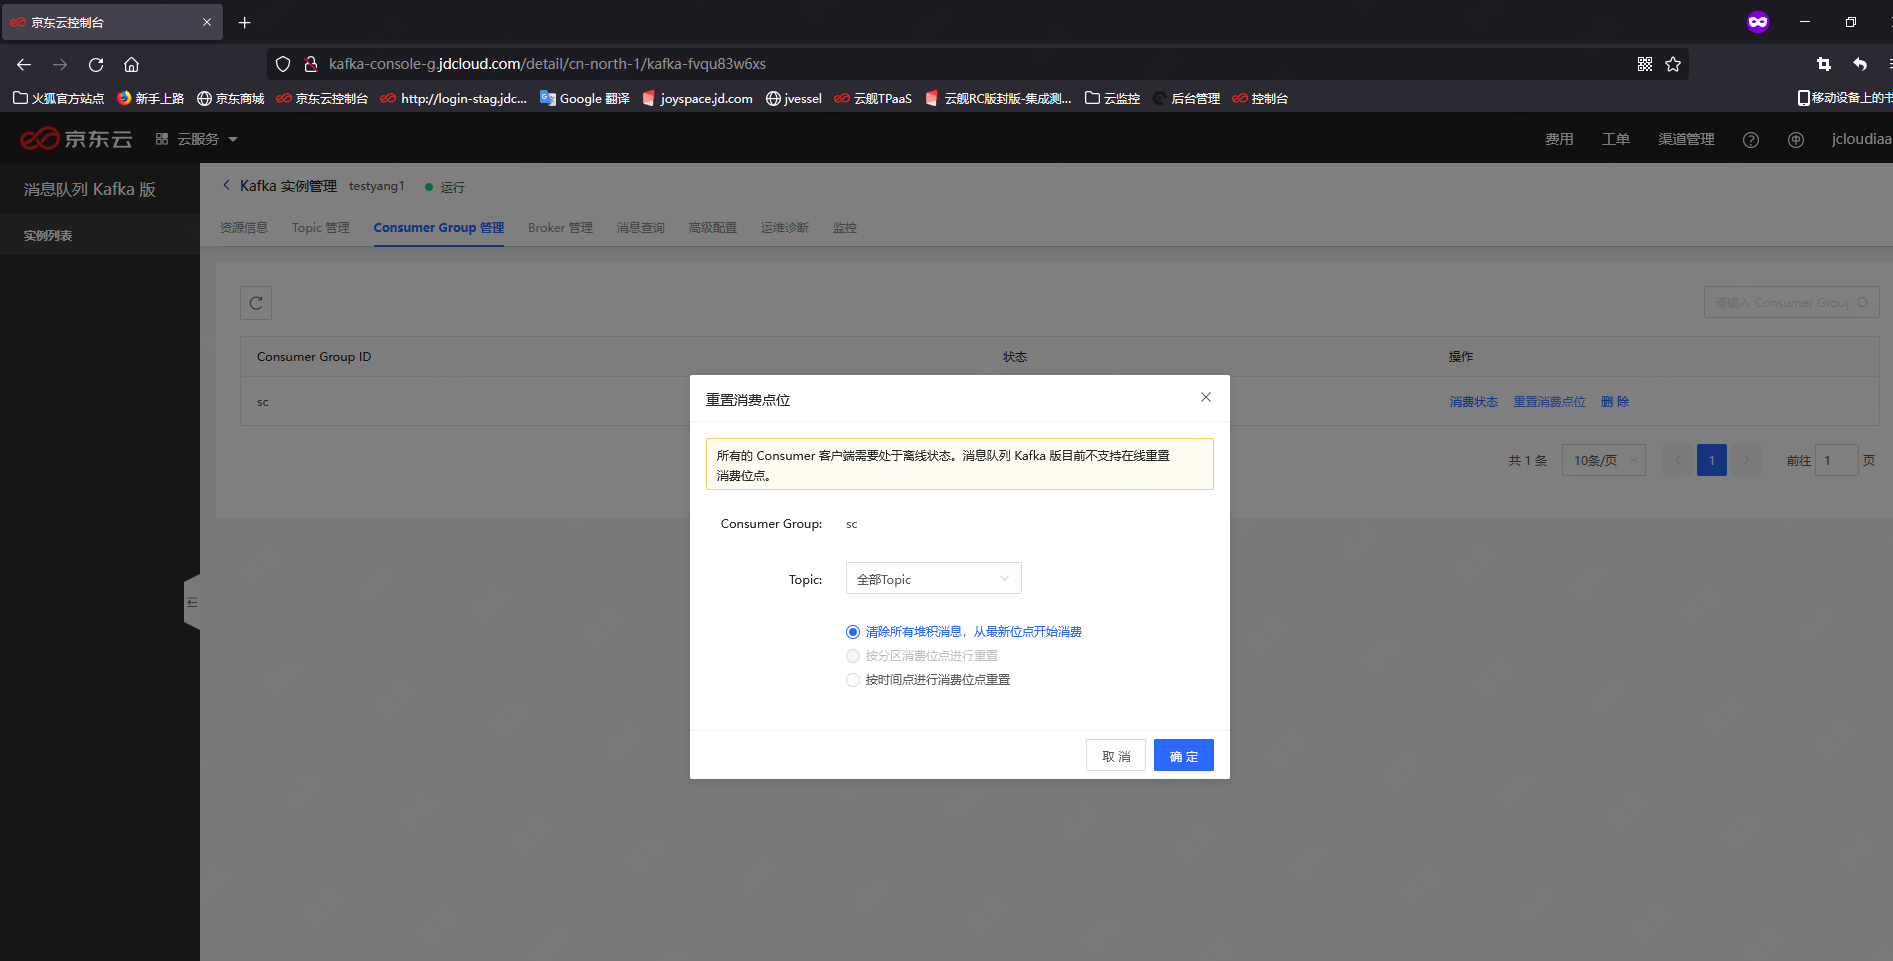 京东云控制台
kafka-console-g.jdcloud.com/detail/cn-north-1/kafka-fvqu83w6xs
火狐官方站点 新手上路 京东商城 京东云控制台 http://login-stag.jdc... Google 翻译 joyspace.jd.com jvessel 云舰TPaaS 云舰RC版封版-集成测... 云监控 后台管理 控制台 移动设备上的书
京东云 云服务 费用 工单 渠道管理 jcloudiaa
消息队列 Kafka 版
实例列表
Kafka 实例管理 testyang1 运行
资源信息 Topic 管理 Consumer Group 管理 Broker 管理 消息查询 高级配置 运维诊断 监控
请输入 Consumer Group
Consumer Group ID 状态 操作
sc 消费状态 重置消费点位 删 除
共 1 条 10条/页 1 前往 1 页
重置消费点位
所有的 Consumer 客户端需要处于离线状态。消息队列 Kafka 版目前不支持在线重置
消费位点。
Consumer Group: sc
Topic: 全部Topic
清除所有堆积消息，从最新位点开始消费
按分区消费位点进行重置
按时间点进行消费位点重置
取 消 确 定